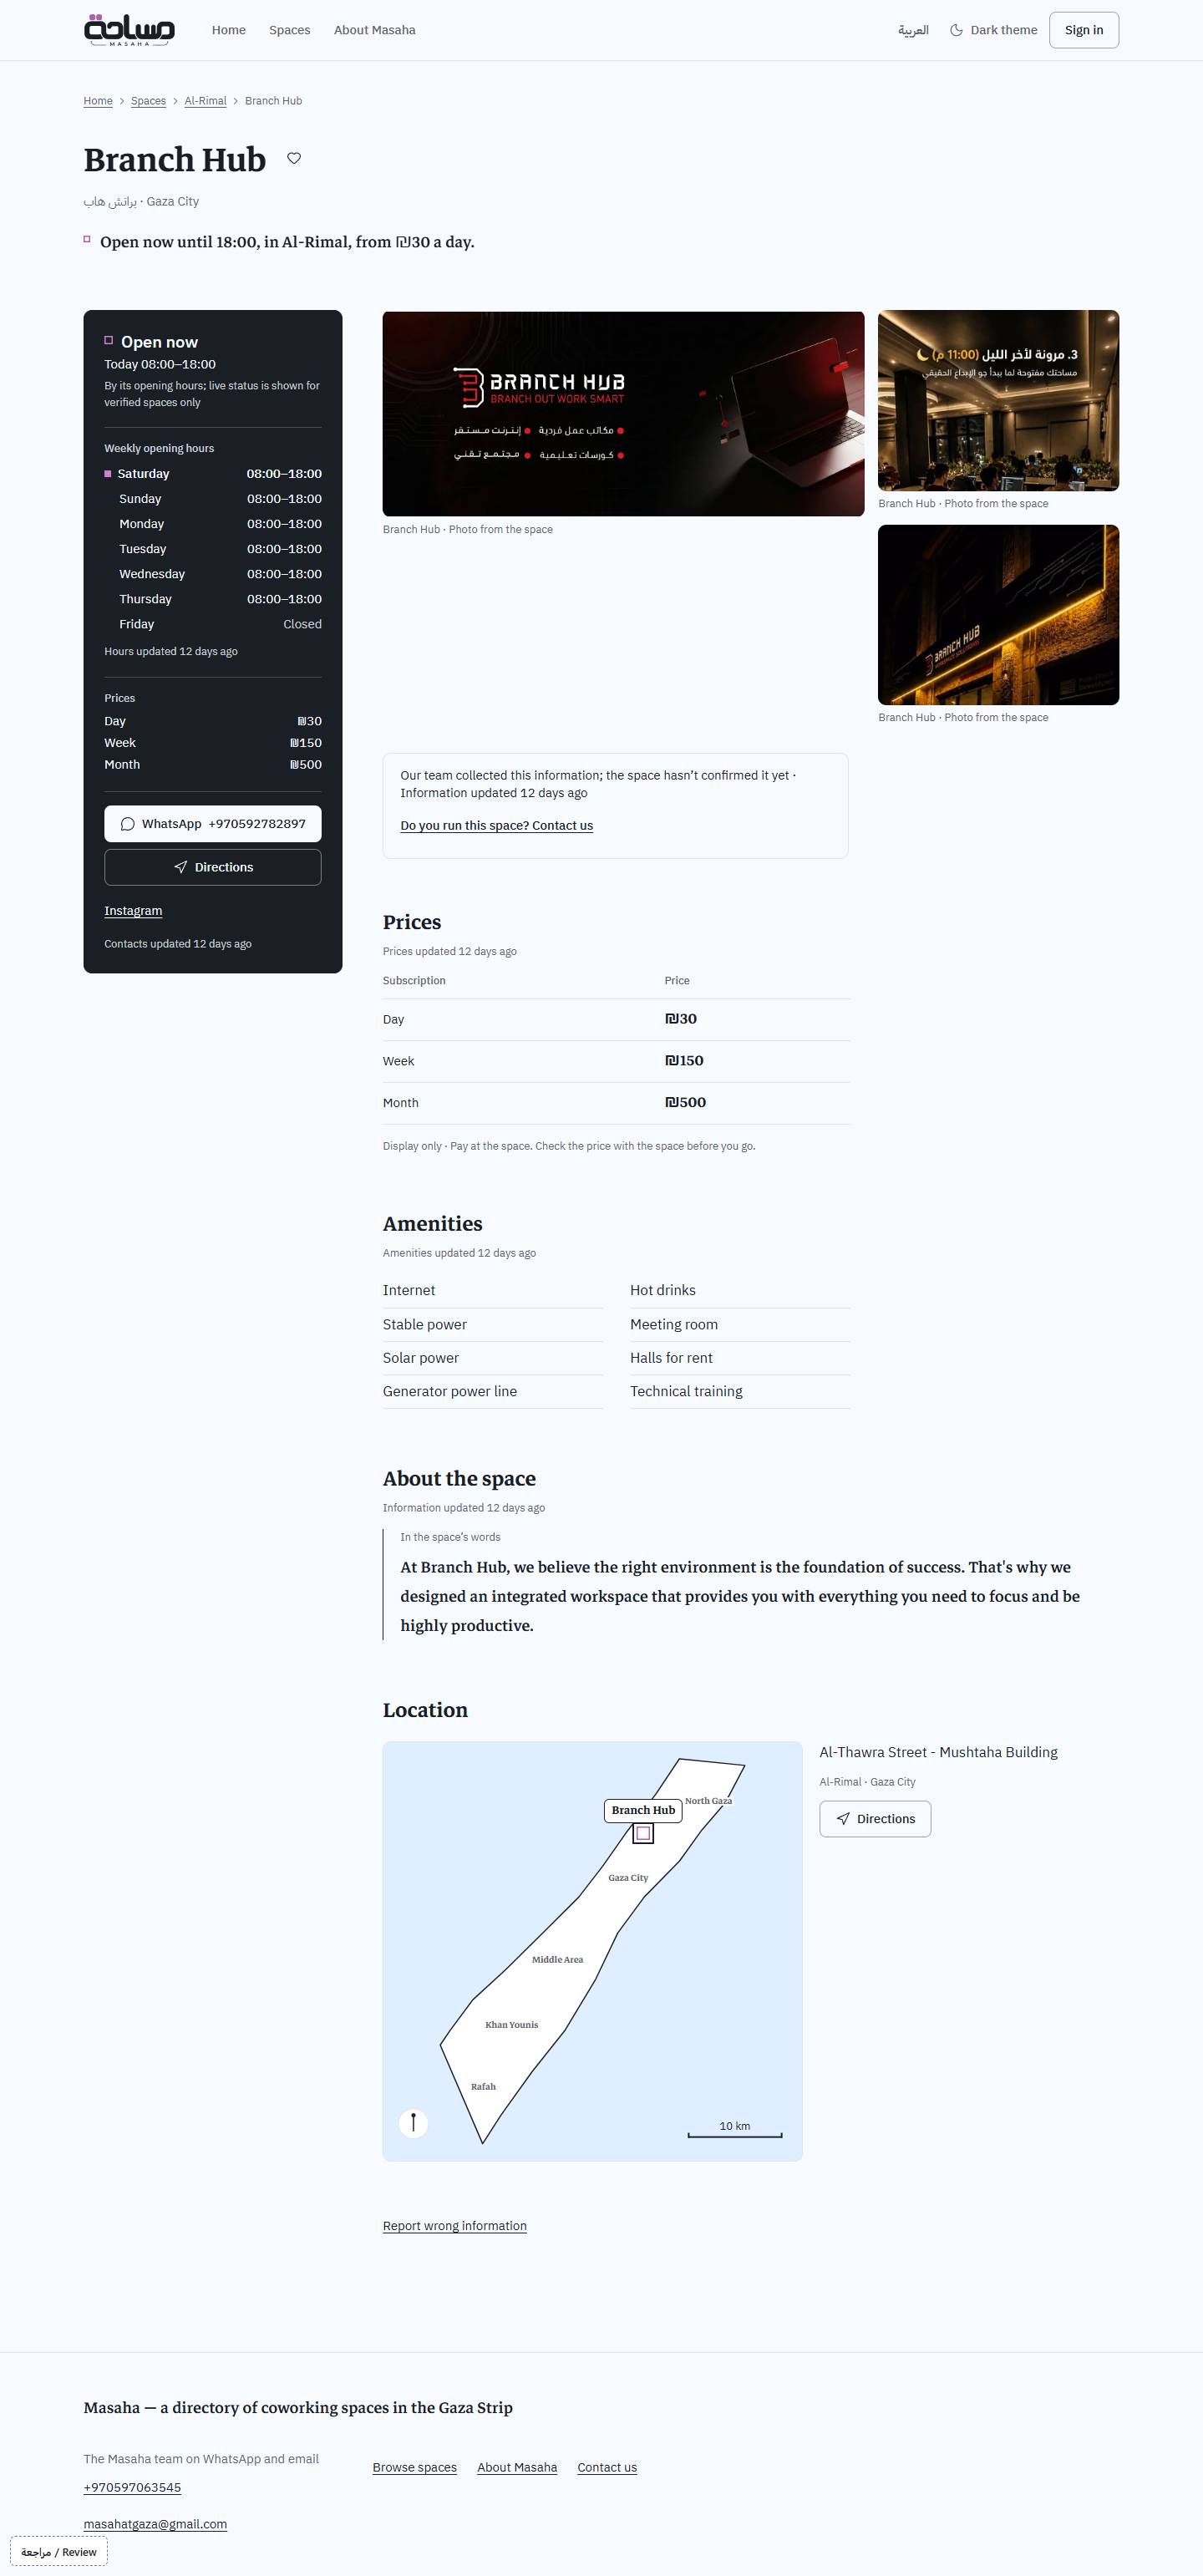 مساحة
MASAHA
Home
Spaces
About Masaha
العربية
Dark theme
Sign in
Home > Spaces > Al-Rimal > Branch Hub
Branch Hub
برانش هاب · Gaza City
Open now until 18:00, in Al-Rimal, from ₪30 a day.
Open now
Today 08:00–18:00
By its opening hours; live status is shown for
verified spaces only
Weekly opening hours
Saturday 08:00–18:00
Sunday 08:00–18:00
Monday 08:00–18:00
Tuesday 08:00–18:00
Wednesday 08:00–18:00
Thursday 08:00–18:00
Friday Closed
Hours updated 12 days ago
Prices
Day ₪30
Week ₪150
Month ₪500
WhatsApp +970592782897
Directions
Instagram
Contacts updated 12 days ago
BRANCH HUB
BRANCH OUT WORK SMART
مكاتب عمل فردية
إنترنت مستقر
كورسات تعليمية
مجتمع تقني
Branch Hub · Photo from the space
3. مرونة لأخر الليل (11:00 م)
مساحتك مفتوحة لما يبدأ جو الإبداع الحقيقي
Branch Hub · Photo from the space
BRANCH HUB
Branch Hub · Photo from the space
Our team collected this information; the space hasn’t confirmed it yet ·
Information updated 12 days ago
Do you run this space? Contact us
Prices
Prices updated 12 days ago
Subscription Price
Day ₪30
Week ₪150
Month ₪500
Display only · Pay at the space. Check the price with the space before you go.
Amenities
Amenities updated 12 days ago
Internet
Hot drinks
Stable power
Meeting room
Solar power
Halls for rent
Generator power line
Technical training
About the space
Information updated 12 days ago
In the space’s words
At Branch Hub, we believe the right environment is the foundation of success. That's why we
designed an integrated workspace that provides you with everything you need to focus and be
highly productive.
Location
North Gaza
Branch Hub
Gaza City
Middle Area
Khan Younis
Rafah
10 km
Al-Thawra Street - Mushtaha Building
Al-Rimal · Gaza City
Directions
Report wrong information
Masaha — a directory of coworking spaces in the Gaza Strip
The Masaha team on WhatsApp and email
+970597063545
masahatgaza@gmail.com
Browse spaces
About Masaha
Contact us
مراجعة / Review